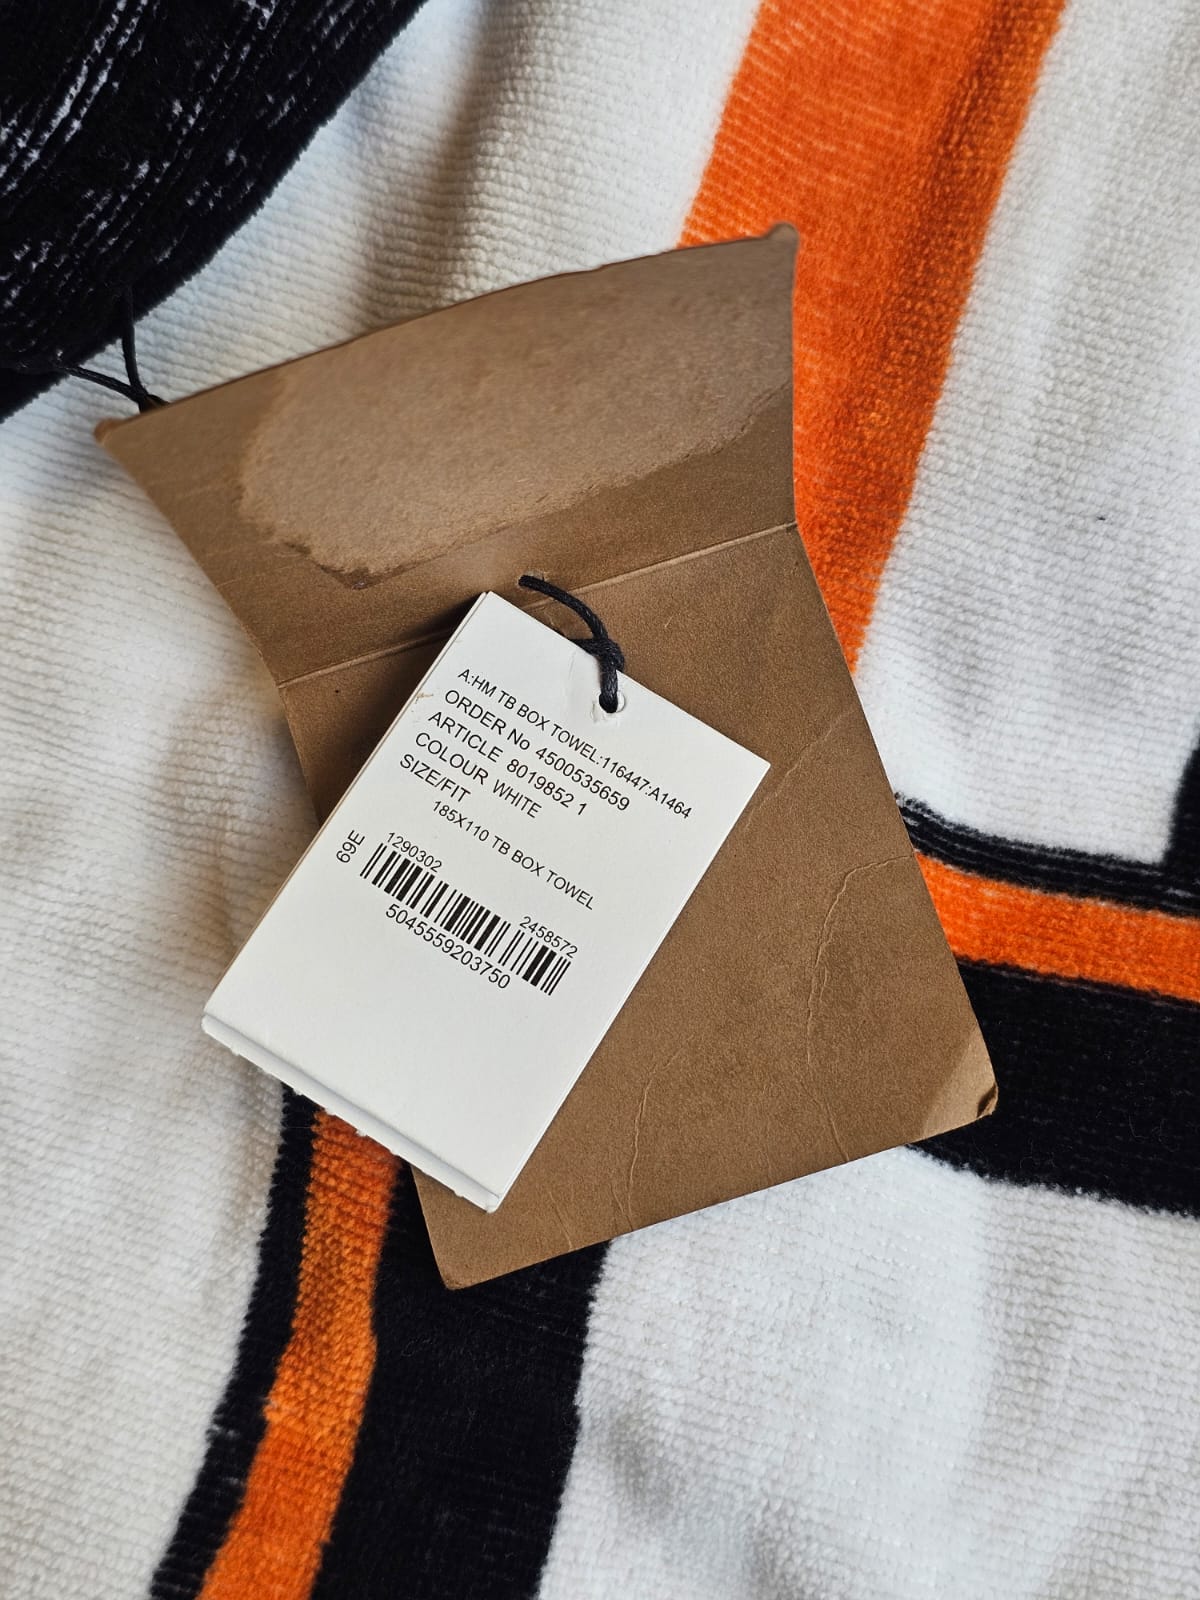 A:HM TB BOX TOWEL:116447:A1464
ORDER No 4500535659
ARTICLE 8019852 1
COLOUR WHITE
SIZE/FIT
185X110 TB BOX TOWEL
69E
1290302
2458572
5045559203750